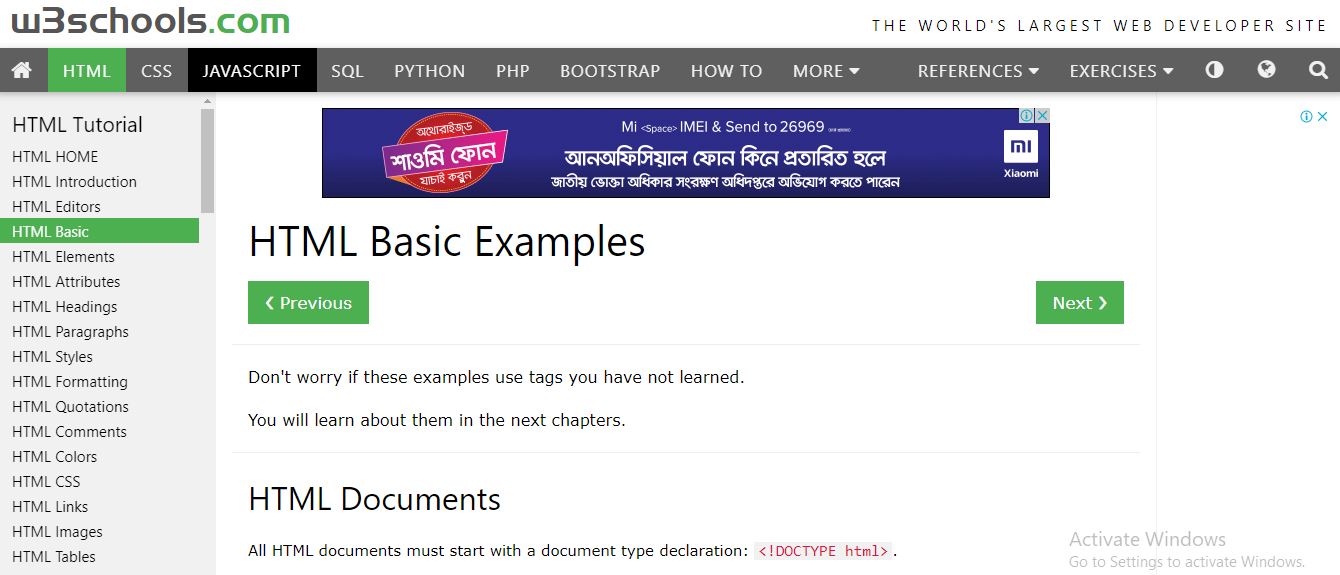 w3schools.com
THE WORLD'S LARGEST WEB DEVELOPER SITE
HTML CSS JAVASCRIPT SQL PYTHON PHP BOOTSTRAP HOW TO MORE REFERENCES EXERCISES
HTML Tutorial
HTML HOME
HTML Introduction
HTML Editors
HTML Basic
HTML Elements
HTML Attributes
HTML Headings
HTML Paragraphs
HTML Styles
HTML Formatting
HTML Quotations
HTML Comments
HTML Colors
HTML CSS
HTML Links
HTML Images
HTML Tables
অথোরাইজ্‌ড
শাওমি ফোন
যাচাই করুন
Mi <Space> IMEI & Send to 26969
আনঅফিসিয়াল ফোন কিনে প্রতারিত হলে
জাতীয় ভোক্তা অধিকার সংরক্ষণ অধিদপ্তরে অভিযোগ করতে পারেন
mi
Xiaomi
HTML Basic Examples
❮ Previous
Next ❯
Don't worry if these examples use tags you have not learned.
You will learn about them in the next chapters.
HTML Documents
All HTML documents must start with a document type declaration: <!DOCTYPE html>.
Activate Windows
Go to Settings to activate Windows.